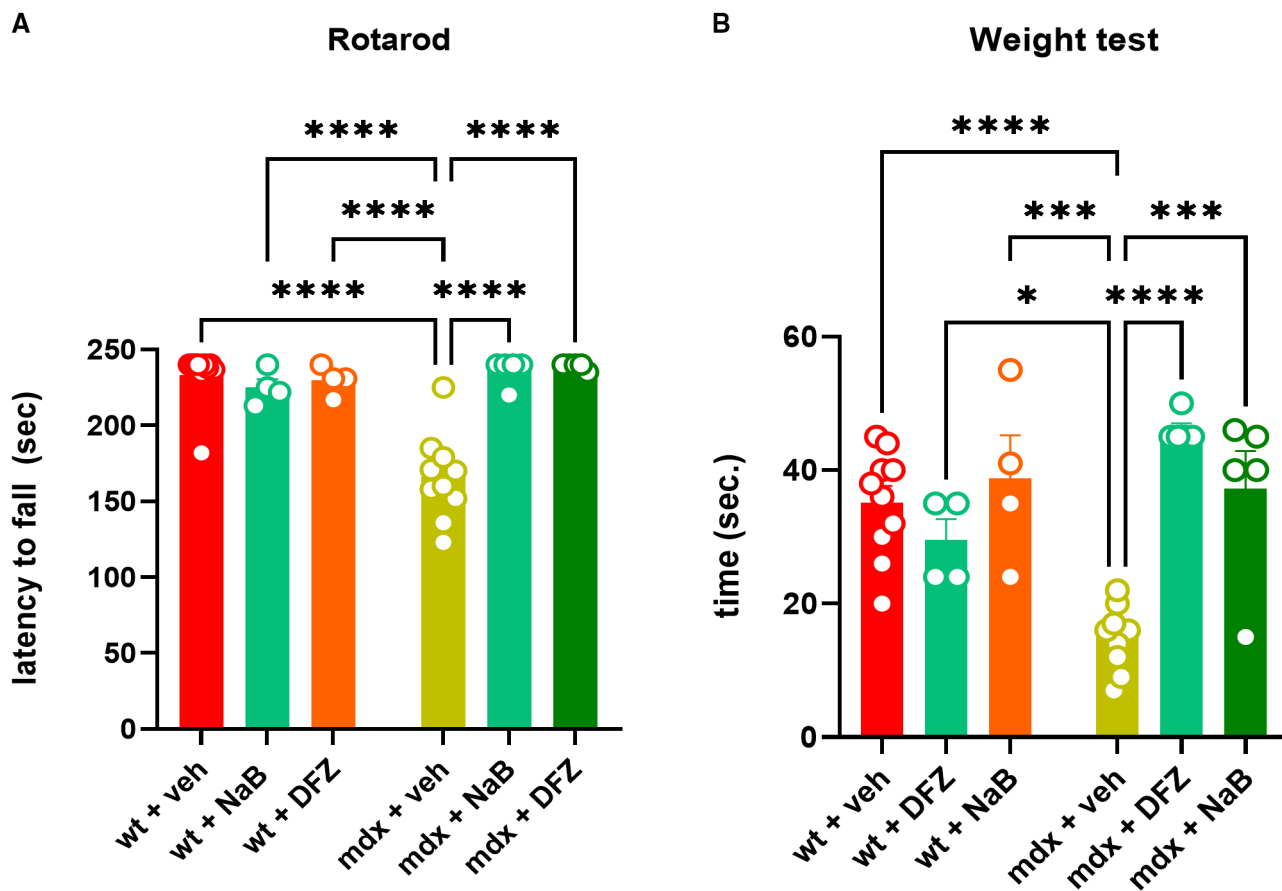 A
Rotarod
****
****
****
****
****
latency to fall (sec)
250
200
150
100
50
0
wt + veh
wt + NaB
wt + DFZ
mdx + veh
mdx + NaB
mdx + DFZ
B
Weight test
****
***
***
*
****
time (sec.)
60
40
20
0
wt + veh
wt + DFZ
wt + NaB
mdx + veh
mdx + DFZ
mdx + NaB